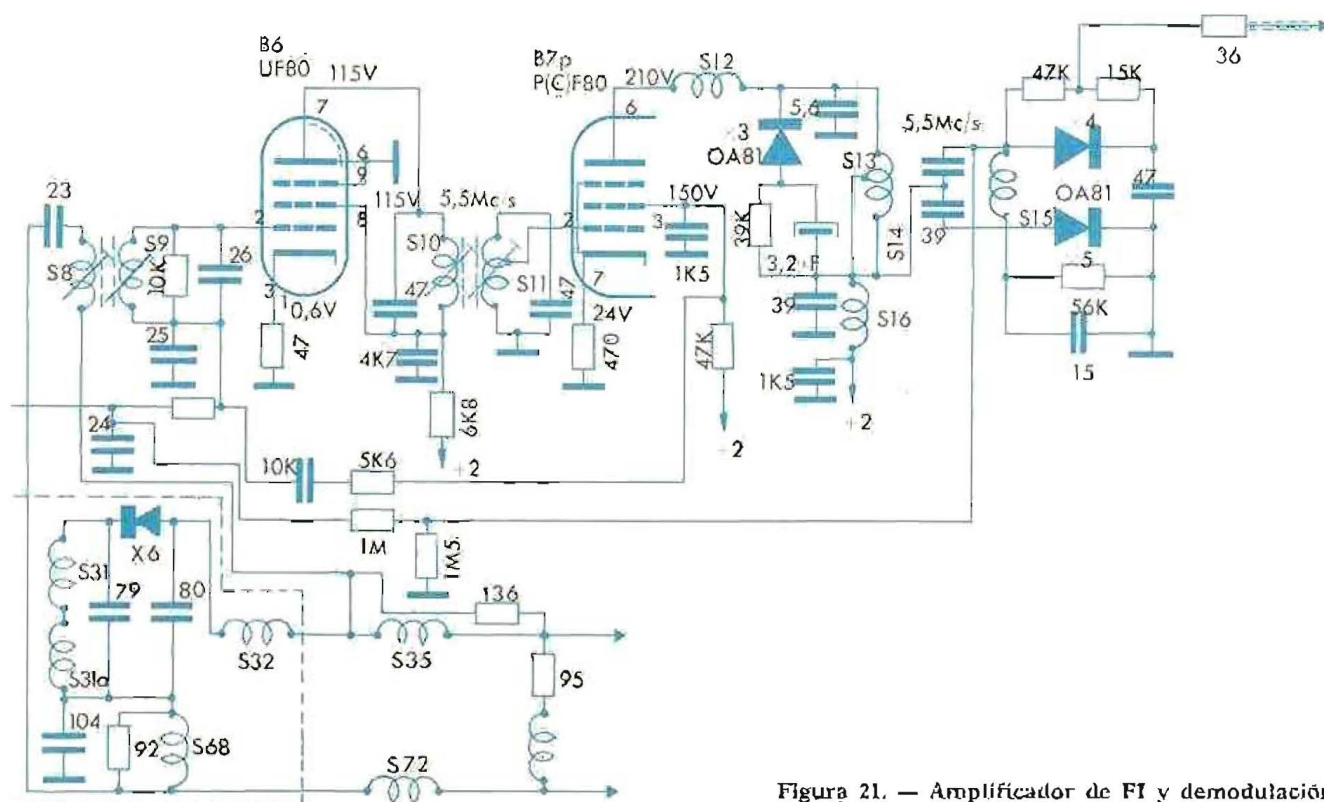 B6
UF80
115V
7
6
9
8
2
3
0,6V
47
23
S8
S9
10K
26
25
24
115V
5,5Mc/s
S10
47
S11
47
4K7
6K8
+2
B7p
P(C)F80
210V
6
150V
3
2
7
24V
470
1K5
47K
+2
S12
5,6
3
OA81
39K
3,2
S13
S14
39
S16
1K5
+2
5,5Mc/s
39
36
47K
15K
4
OA81
47
S15
5
56K
15
10K
5K6
1M
1M5
X6
S31
79
80
S31a
104
92
S68
S32
S35
136
95
S72
Figura 21. — Amplificador de FI y demodulación